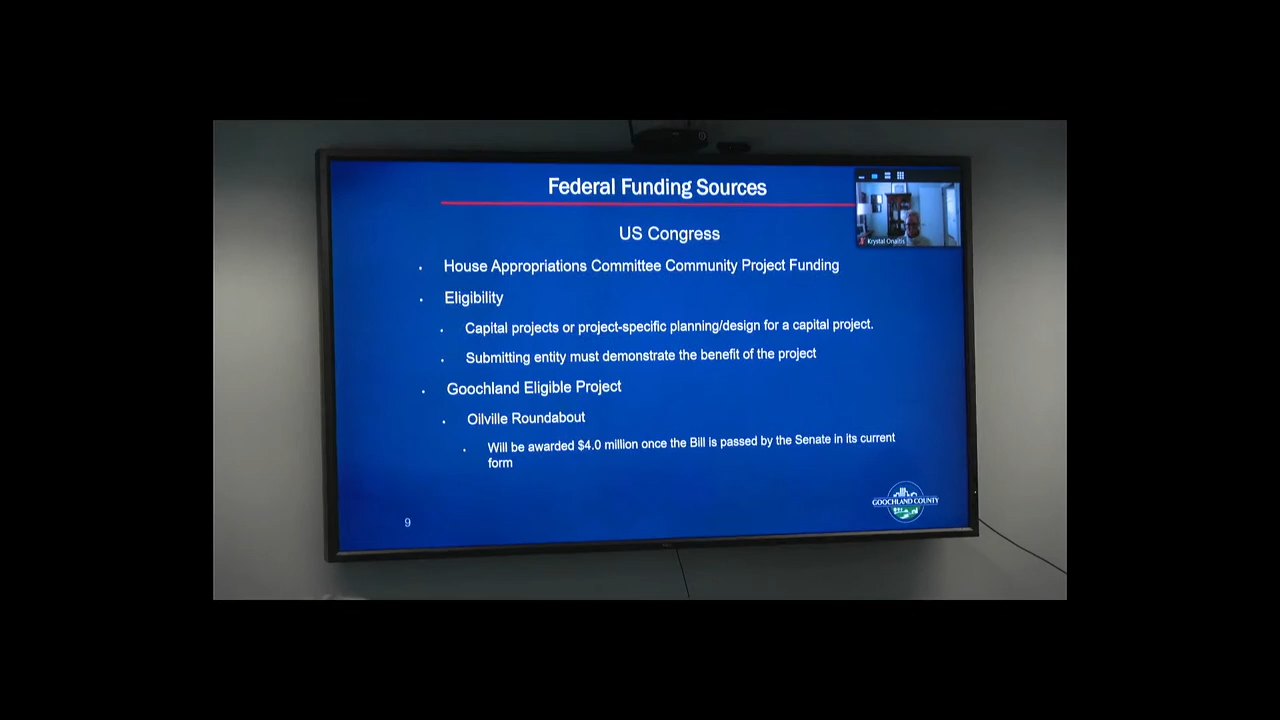 Federal Funding Sources
US Congress
House Appropriations Committee Community Project Funding
Eligibility
Capital projects or project-specific planning/design for a capital project.
Submitting entity must demonstrate the benefit of the project
Goochland Eligible Project
Oilville Roundabout
Will be awarded $4.0 million once the Bill is passed by the Senate in its current
form
Krystal Onaitis
GOOCHLAND COUNTY
9